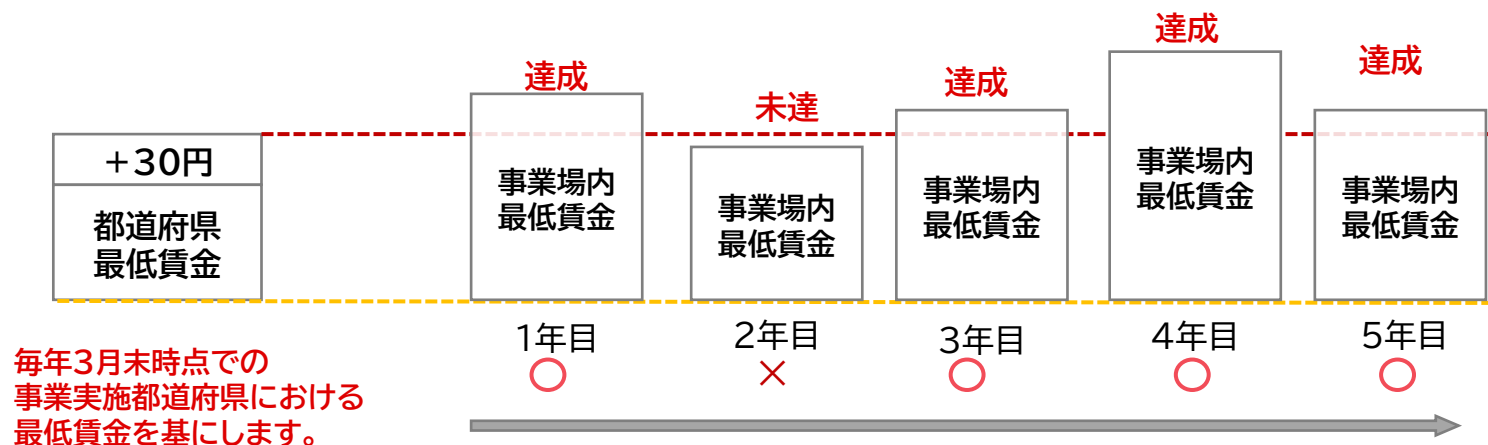 達成
未達
達成
達成
達成
+30円
都道府県
最低賃金
事業場内
最低賃金
事業場内
最低賃金
事業場内
最低賃金
事業場内
最低賃金
事業場内
最低賃金
1年目
2年目
3年目
4年目
5年目
○
×
○
○
○
毎年3月末時点での
事業実施都道府県における
最低賃金を基にします。